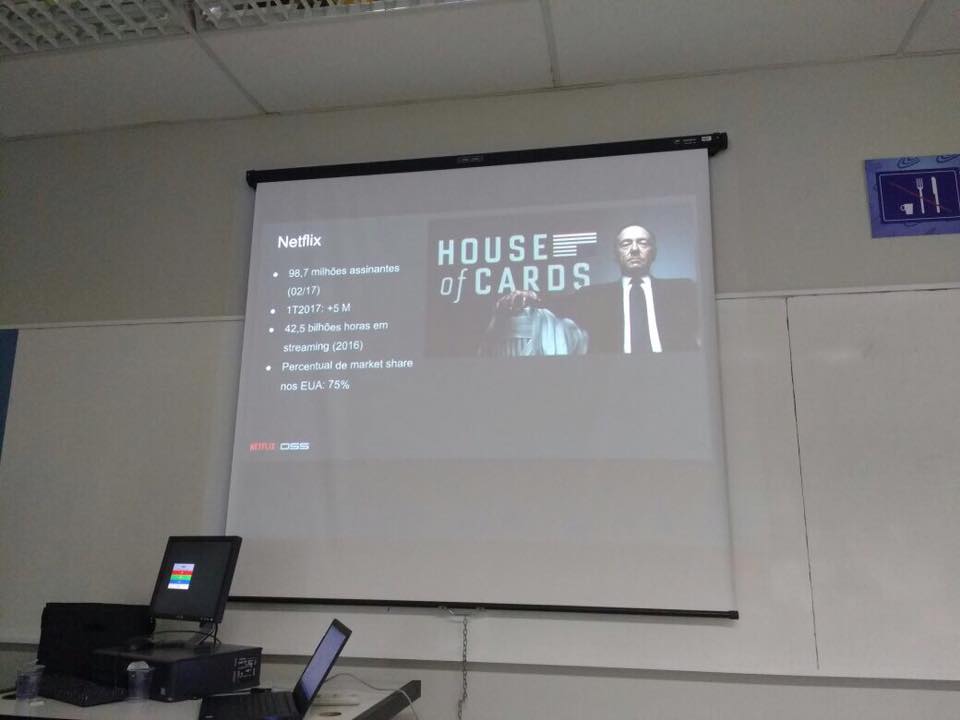 Netflix
98,7 milhões assinantes
(02/17)
1T2017: +5 M
42,5 bilhões horas em
streaming (2016)
Percentual de market share
nos EUA: 75%
HOUSE
of CARDS
NETFLIX OSS